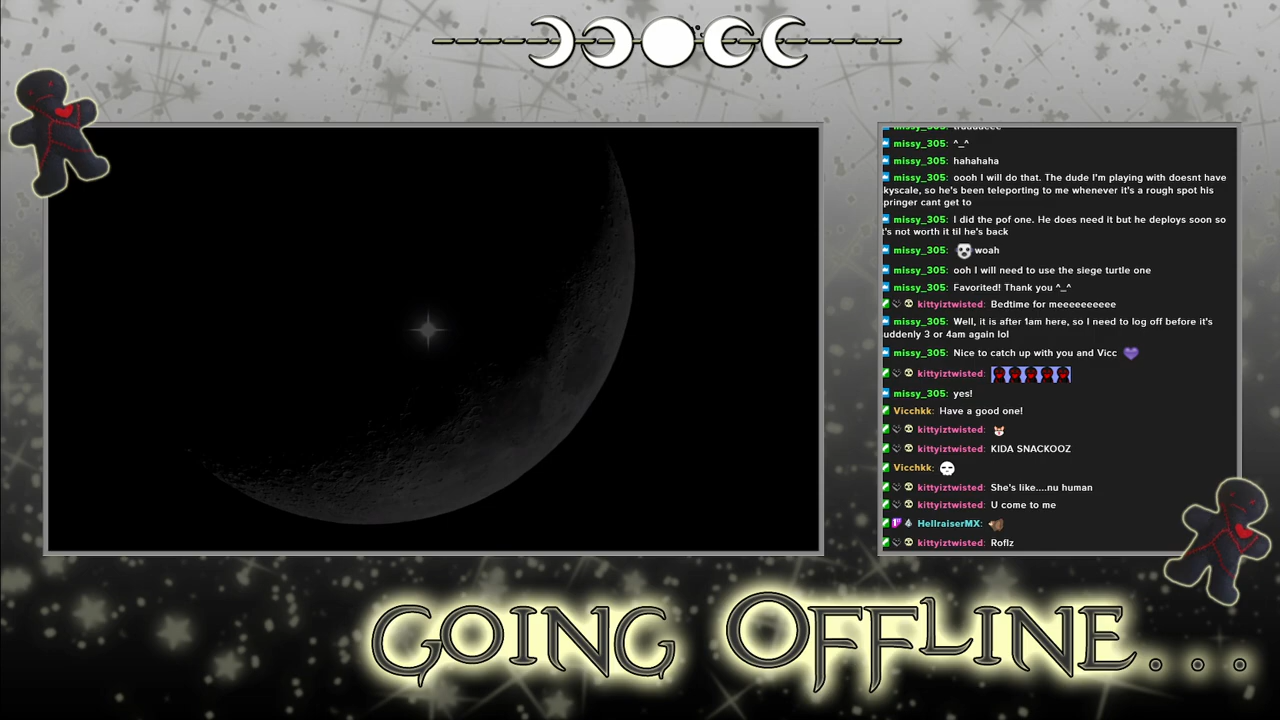 missy_305: ^_^
missy_305: hahahaha
missy_305: oooh I will do that. The dude I'm playing with doesnt have
kyscale, so he's been teleporting to me whenever it's a rough spot his
pringer cant get to
missy_305: I did the pof one. He does need it but he deploys soon so
t's not worth it til he's back
missy_305: woah
missy_305: ooh I will need to use the siege turtle one
missy_305: Favorited! Thank you ^_^
kittyiztwisted: Bedtime for meeeeeeeeee
missy_305: Well, it is after 1am here, so I need to log off before it's
uddenly 3 or 4am again lol
missy_305: Nice to catch up with you and Vicc
kittyiztwisted:
missy_305: yes!
Vicchkk: Have a good one!
kittyiztwisted:
kittyiztwisted: KIDA SNACKOOZ
Vicchkk:
kittyiztwisted: She's like....nu human
kittyiztwisted: U come to me
HellraiserMX:
kittyiztwisted: Roflz
GOING OFFLINE...